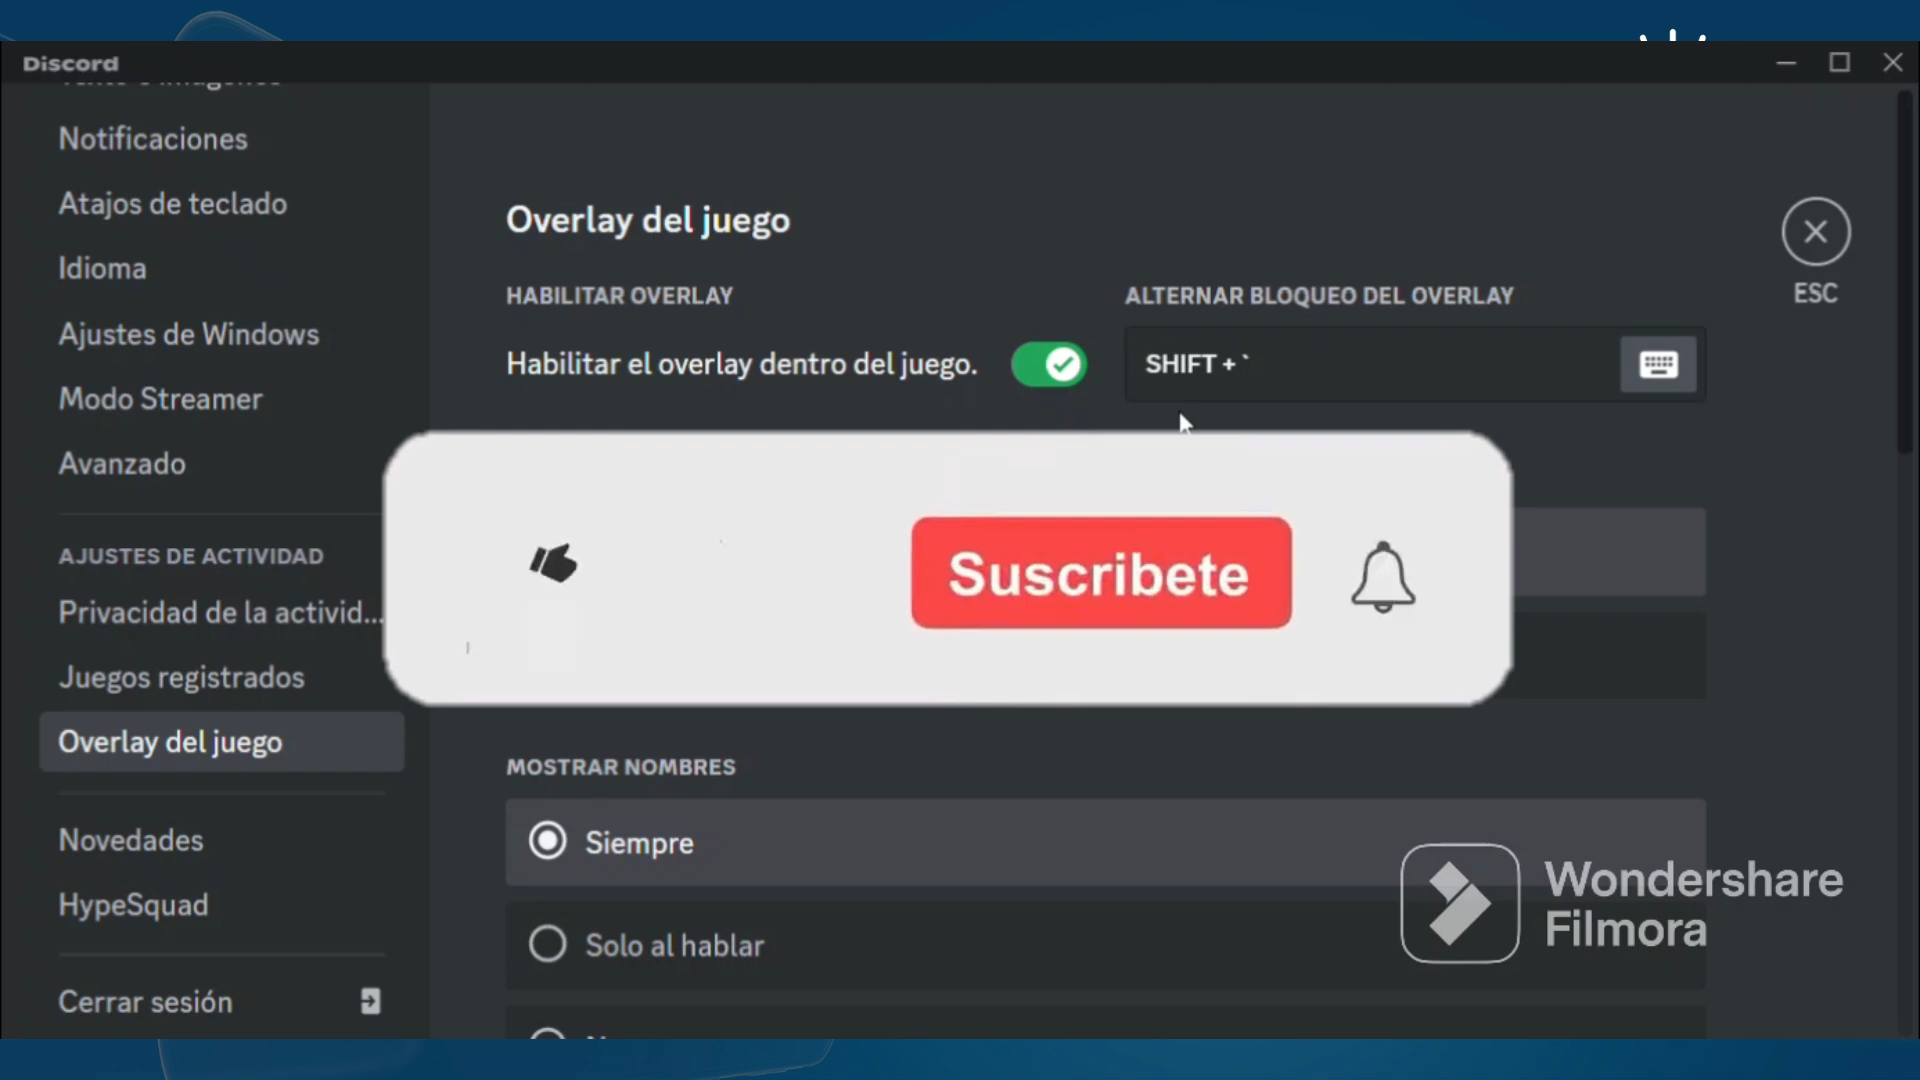 Discord
Notificaciones
Atajos de teclado
Idioma
Ajustes de Windows
Modo Streamer
Avanzado
AJUSTES DE ACTIVIDAD
Privacidad de la activid...
Juegos registrados
Overlay del juego
Novedades
HypeSquad
Cerrar sesión
Overlay del juego
HABILITAR OVERLAY
Habilitar el overlay dentro del juego.
ALTERNAR BLOQUEO DEL OVERLAY
SHIFT + `
ESC
Suscribete
MOSTRAR NOMBRES
Siempre
Solo al hablar
Wondershare
Filmora